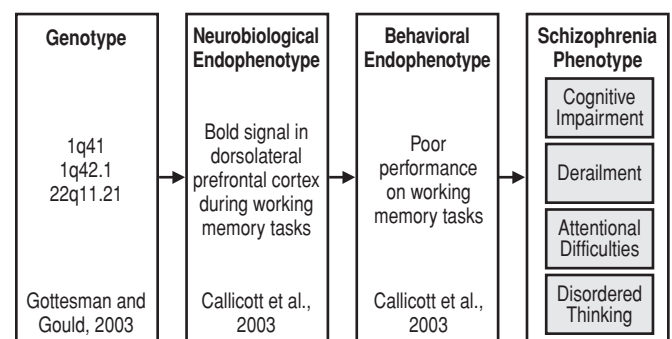 Genotype
1q41
1q42.1
22q11.21
Gottesman and
Gould, 2003
Neurobiological
Endophenotype
Bold signal in
dorsolateral
prefrontal cortex
during working
memory tasks
Callicott et al.,
2003
Behavioral
Endophenotype
Poor
performance
on working
memory tasks
Callicott et al.,
2003
Schizophrenia
Phenotype
Cognitive
Impairment
Derailment
Attentional
Difficulties
Disordered
Thinking